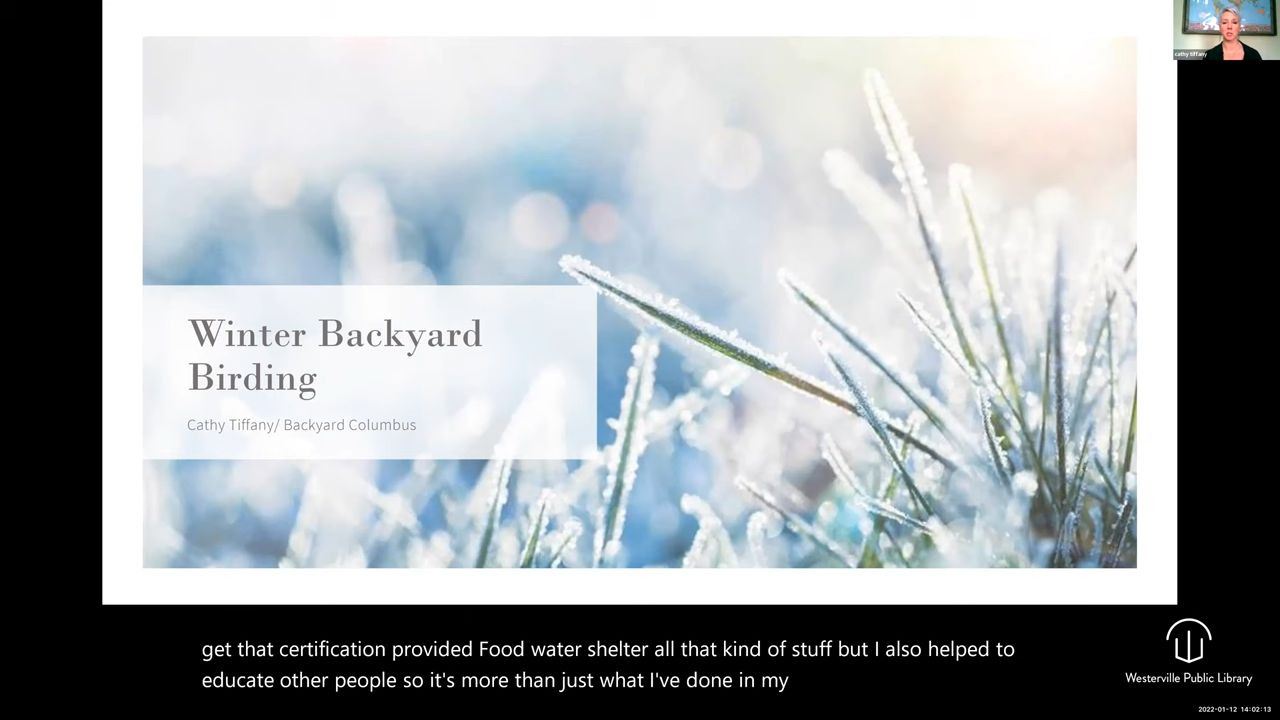 cathy tiffany
Winter Backyard
Birding
Cathy Tiffany/ Backyard Columbus
get that certification provided Food water shelter all that kind of stuff but I also helped to
educate other people so it's more than just what I've done in my
Westerville Public Library
2022-01-12 14:02:13